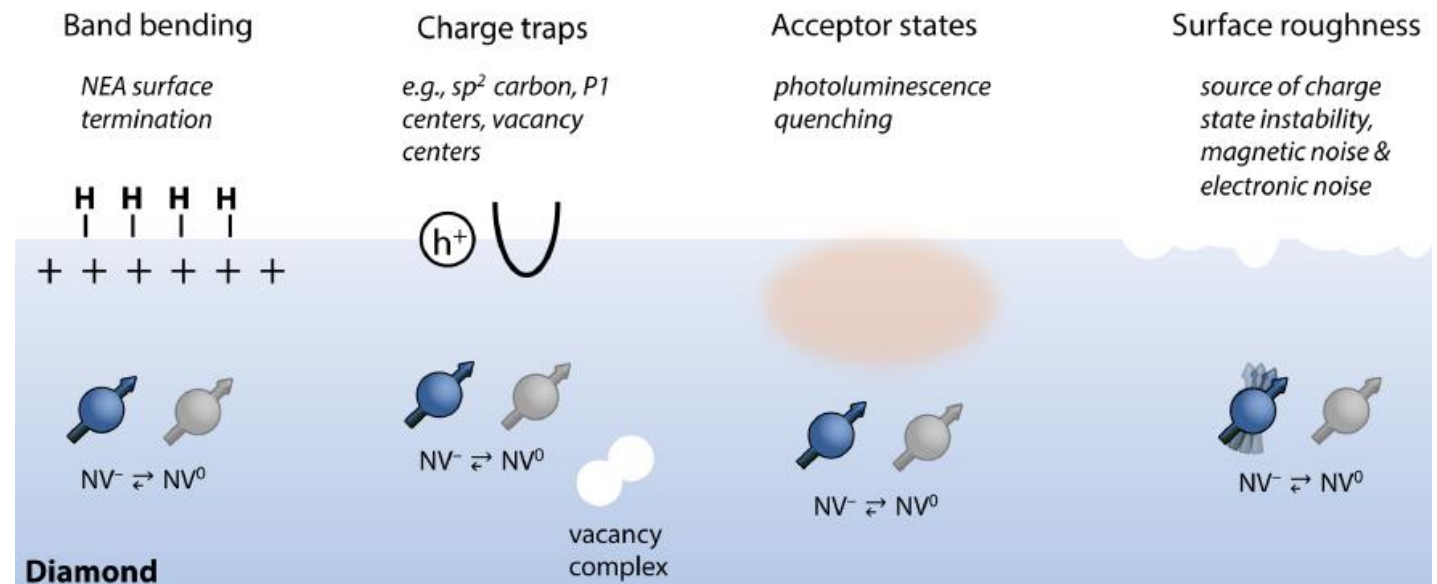 Band bending
NEA surface
termination
H H H H
+ + + + + +
NV⁻ ⇄ NV⁰
Charge traps
e.g., sp² carbon, P1
centers, vacancy
centers
h⁺
NV⁻ ⇄ NV⁰
vacancy
complex
Acceptor states
photoluminescence
quenching
NV⁻ ⇄ NV⁰
Surface roughness
source of charge
state instability,
magnetic noise &
electronic noise
NV⁻ ⇄ NV⁰
Diamond